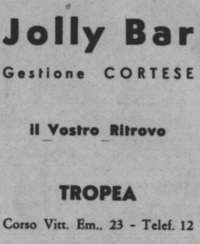 Jolly Bar
Gestione CORTESE
Il Vostro Ritrovo
TROPEA
Corso Vitt. Em., 23 - Telef. 12